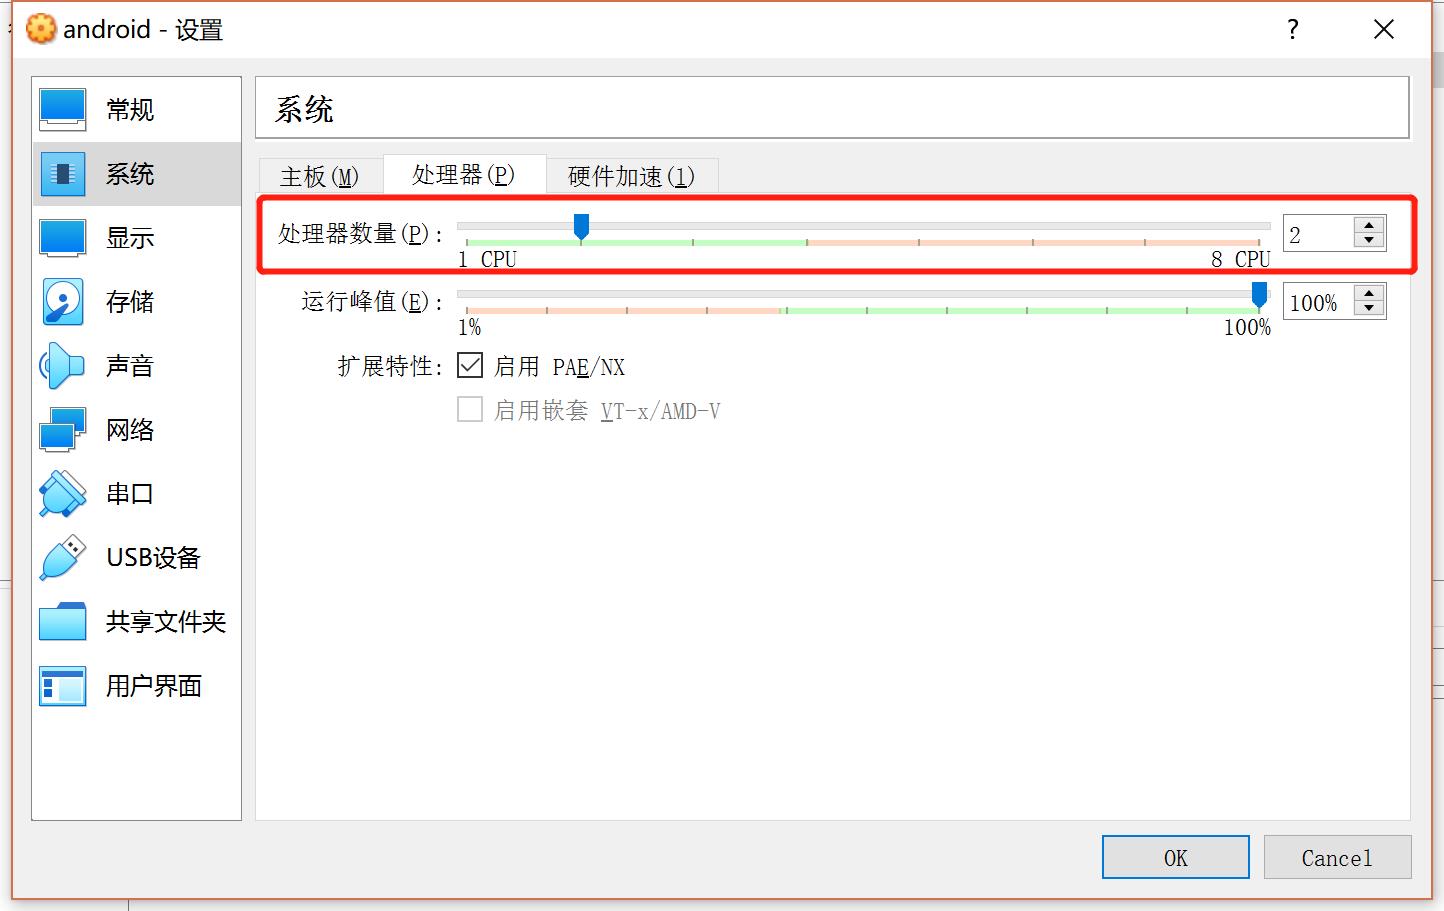 android - 设置
?
常规
系统
显示
存储
声音
网络
串口
USB设备
共享文件夹
用户界面
系统
主板(M) 处理器(P) 硬件加速(l)
处理器数量(P): 2
1 CPU 8 CPU
运行峰值(E): 100%
1% 100%
扩展特性: 启用 PAE/NX
启用嵌套 VT-x/AMD-V
OK Cancel